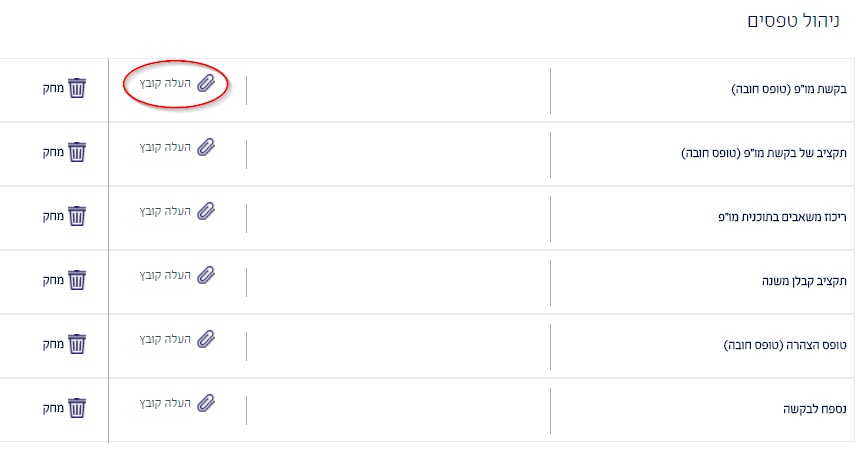 ניהול טפסים
בקשת מו"פ (טופס חובה) העלה קובץ מחק
תקציב של בקשת מו"פ (טופס חובה) העלה קובץ מחק
ריכוז משאבים בתוכנית מו"פ העלה קובץ מחק
תקציב קבלן משנה העלה קובץ מחק
טופס הצהרה (טופס חובה) העלה קובץ מחק
נספח לבקשה העלה קובץ מחק